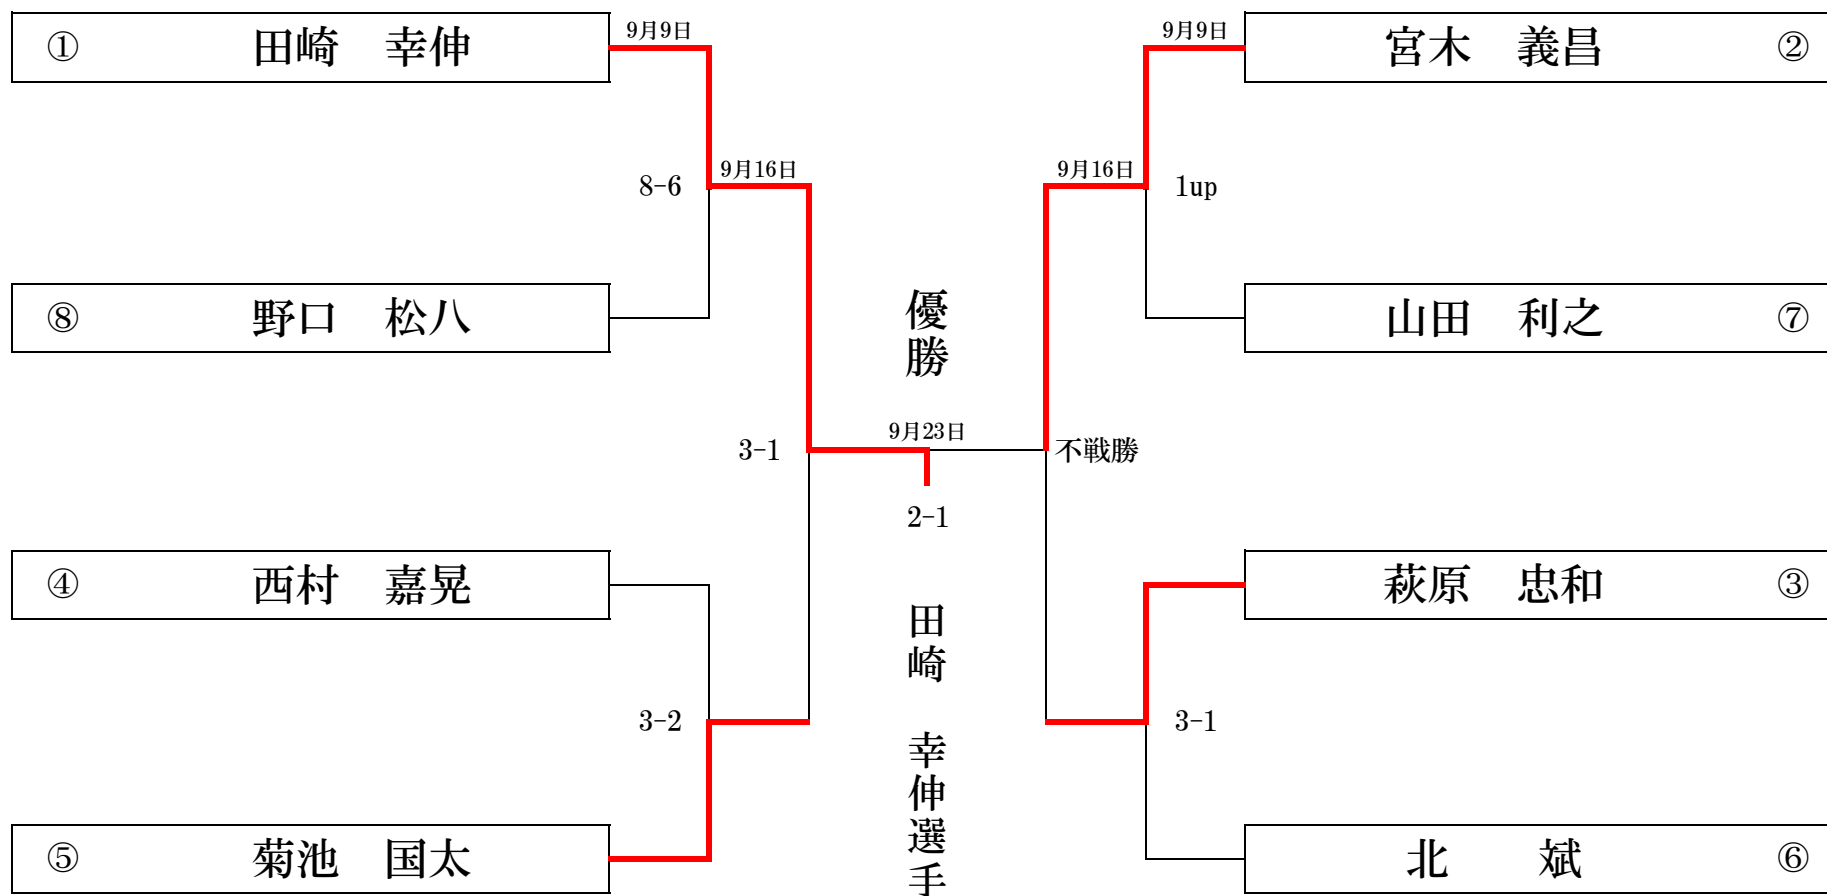 ① 田崎　幸伸
9月9日
9月9日
宮木　義昌 ②
8-6
9月16日
9月16日
1up
⑧ 野口　松八
優勝
山田　利之 ⑦
3-1
9月23日
不戦勝
2-1
④ 西村　嘉晃
田崎　幸伸選手
萩原　忠和 ③
3-2
3-1
⑤ 菊池　国太
北　　斌 ⑥